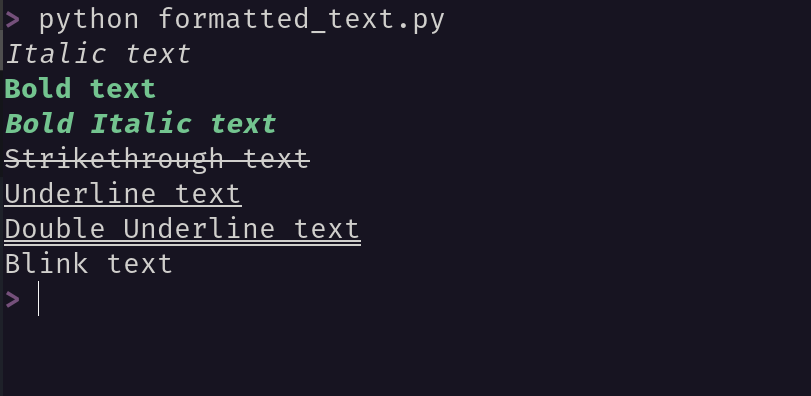 > python formatted_text.py
Italic text
Bold text
Bold Italic text
Strikethrough text
Underline text
Double Underline text
Blink text
>